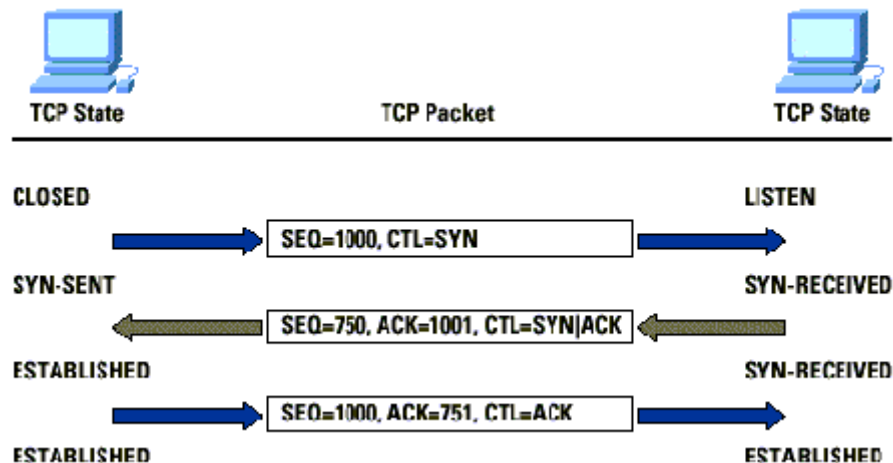 TCP State TCP Packet TCP State
CLOSED LISTEN
SEQ=1000, CTL=SYN
SYN-SENT SYN-RECEIVED
SEQ=750, ACK=1001, CTL=SYN|ACK
ESTABLISHED SYN-RECEIVED
SEQ=1000, ACK=751, CTL=ACK
ESTABLISHED ESTABLISHED